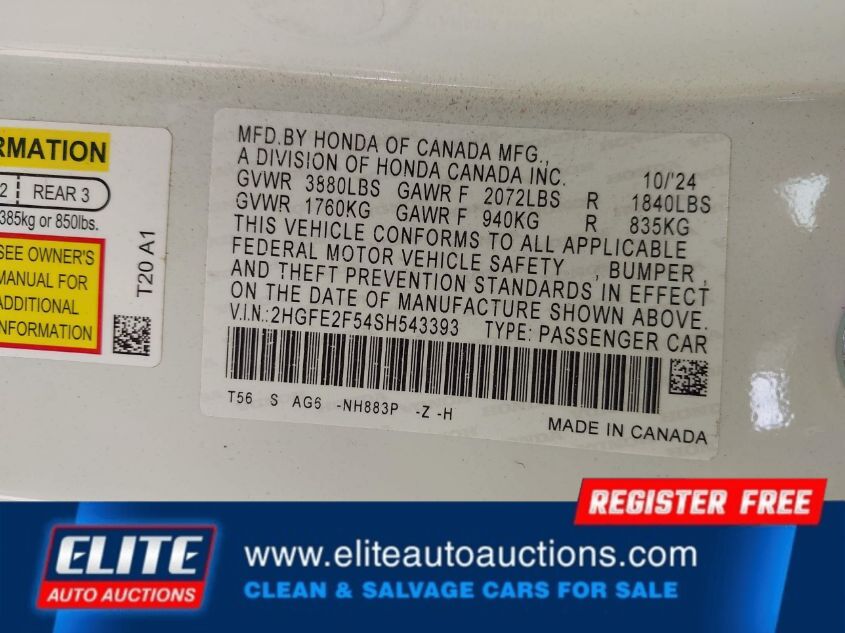 RMATION
2 | REAR 3
385kg or 850lbs.
SEE OWNER'S
MANUAL FOR
ADDITIONAL
INFORMATION
T20 A1
MFD.BY HONDA OF CANADA MFG.,
A DIVISION OF HONDA CANADA INC. 10/'24
GVWR 3880LBS GAWR F 2072LBS R 1840LBS
GVWR 1760KG GAWR F 940KG R 835KG
THIS VEHICLE CONFORMS TO ALL APPLICABLE
FEDERAL MOTOR VEHICLE SAFETY , BUMPER
AND THEFT PREVENTION STANDARDS IN EFFECT
ON THE DATE OF MANUFACTURE SHOWN ABOVE.
V.I.N.:2HGFE2F54SH543393 TYPE: PASSENGER CAR
T56 S AG6 -NH883P -Z -H
MADE IN CANADA
REGISTER FREE
ELITE
AUTO AUCTIONS
www.eliteautoauctions.com
CLEAN & SALVAGE CARS FOR SALE